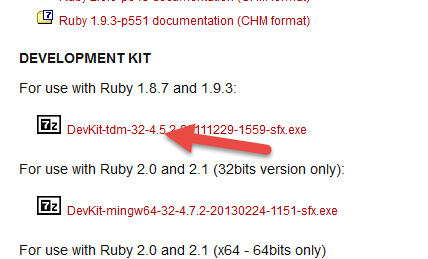 Ruby 1.9.3-p551 documentation (CHM format)
DEVELOPMENT KIT
For use with Ruby 1.8.7 and 1.9.3:
7z DevKit-tdm-32-4.5.2-20111229-1559-sfx.exe
For use with Ruby 2.0 and 2.1 (32bits version only):
7z DevKit-mingw64-32-4.7.2-20130224-1151-sfx.exe
For use with Ruby 2.0 and 2.1 (x64 - 64bits only)